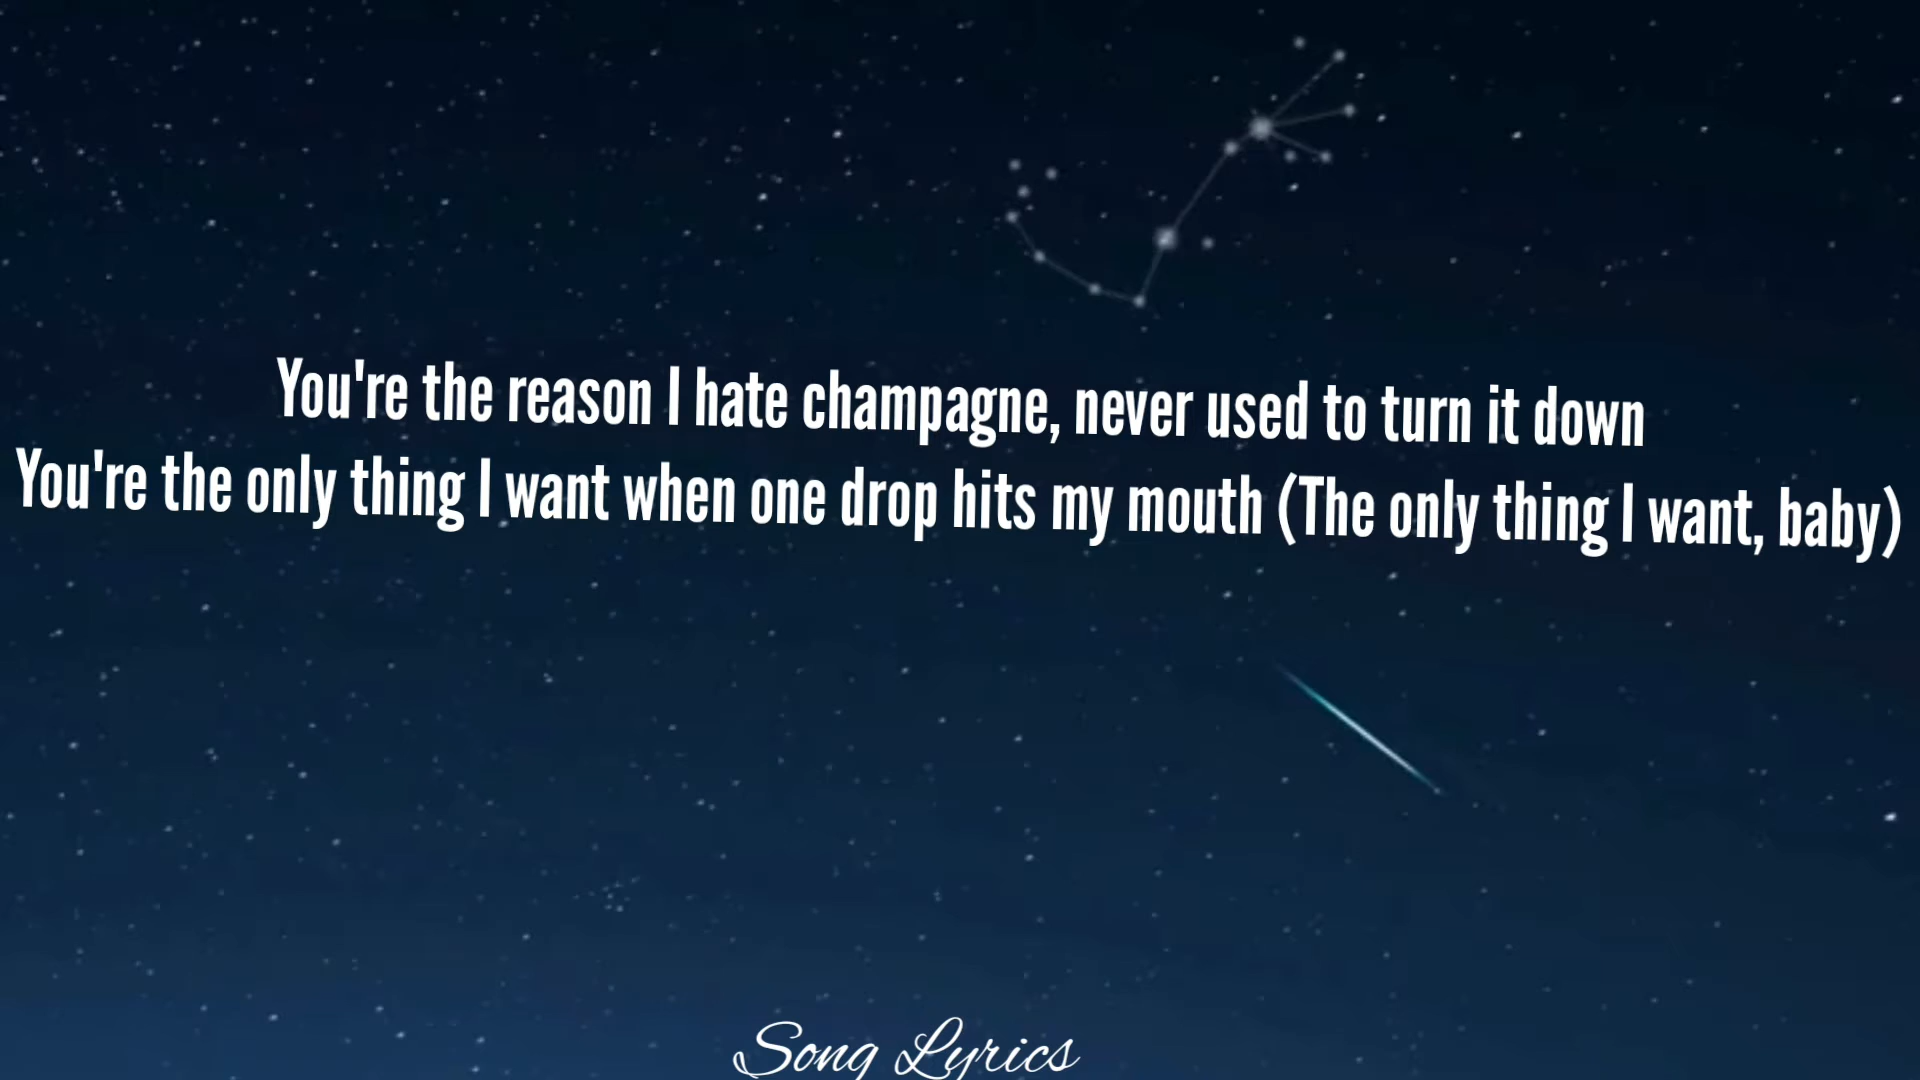 You're the reason I hate champagne, never used to turn it down
You're the only thing I want when one drop hits my mouth (The only thing I want, baby)
Song Lyrics